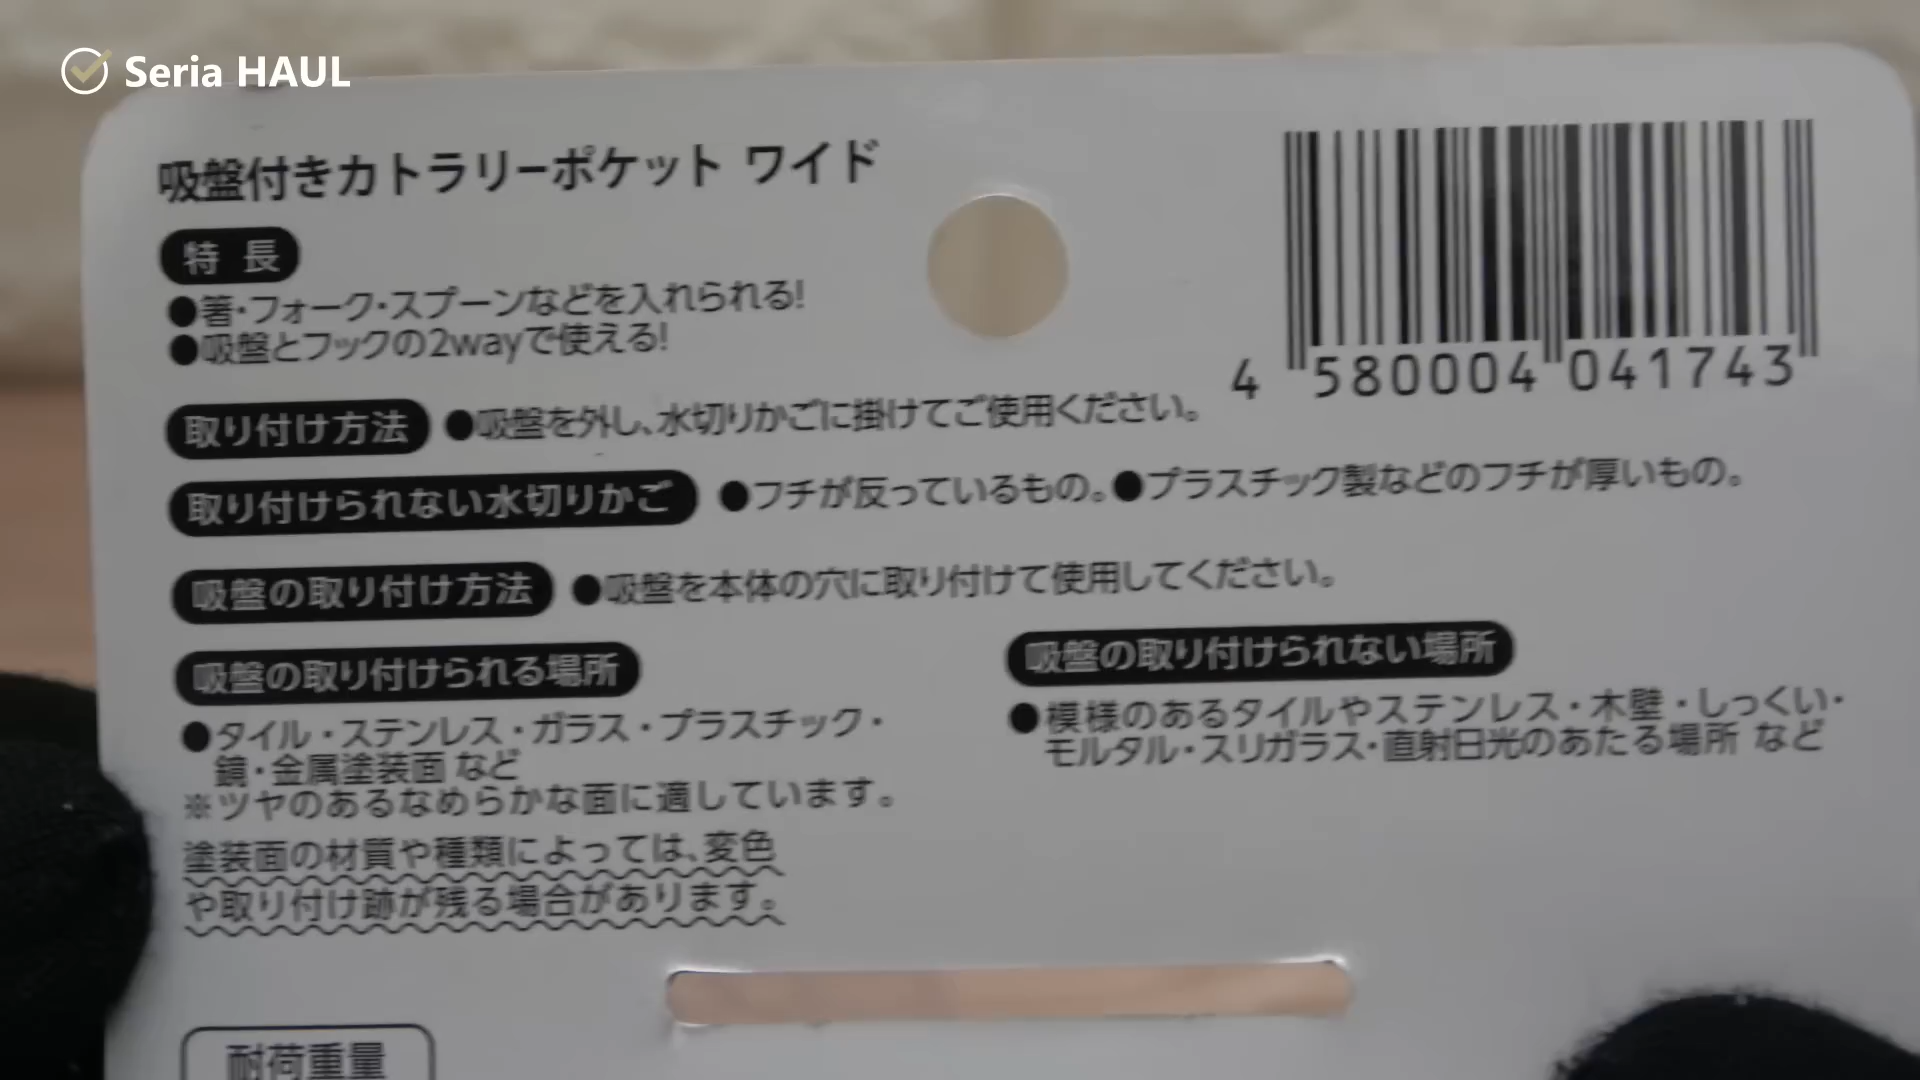 Seria HAUL
吸盤付きカトラリーポケット ワイド
特 長
●箸・フォーク・スプーンなどを入れられる!
●吸盤とフックの2wayで使える!
4 580004 041743
取り付け方法 ●吸盤を外し、水切りかごに掛けてご使用ください。
取り付けられない水切りかご ●フチが反っているもの。●プラスチック製などのフチが厚いもの。
吸盤の取り付け方法 ●吸盤を本体の穴に取り付けて使用してください。
吸盤の取り付けられる場所
●タイル・ステンレス・ガラス・プラスチック・
鏡・金属塗装面 など
※ツヤのあるなめらかな面に適しています。
塗装面の材質や種類によっては、変色
や取り付け跡が残る場合があります。
吸盤の取り付けられない場所
●模様のあるタイルやステンレス・木壁・しっくい・
モルタル・スリガラス・直射日光のあたる場所 など
耐荷重量